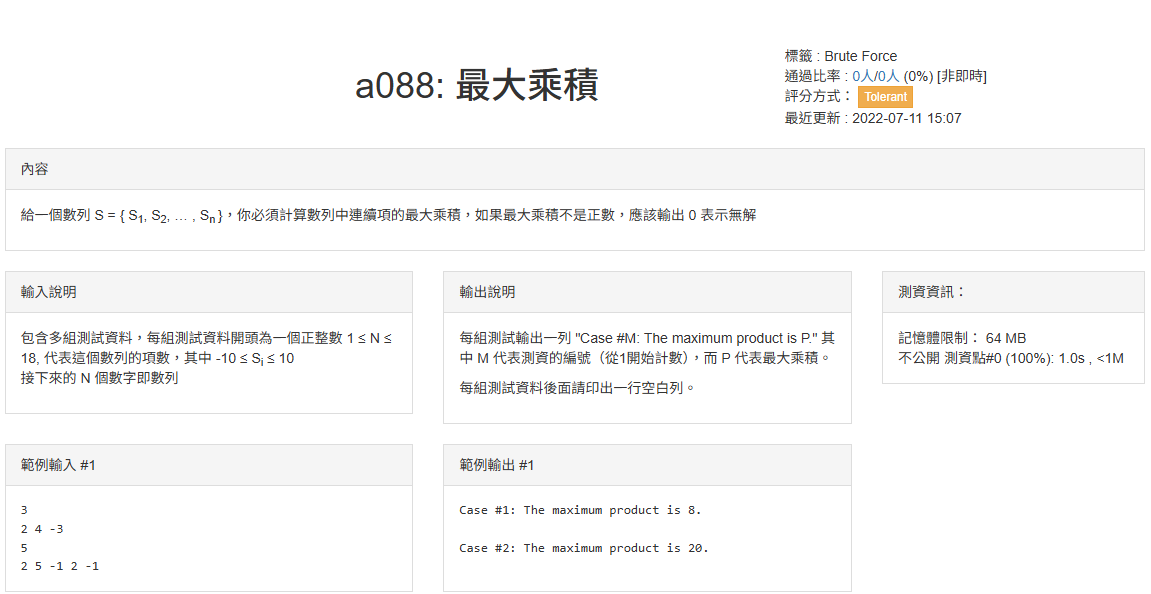 a088: 最大乘積
標籤 : Brute Force
通過比率 : 0人/0人 (0%) [非即時]
評分方式： Tolerant
最近更新 : 2022-07-11 15:07
內容
給一個數列 S = { S1, S2, … , Sn }，你必須計算數列中連續項的最大乘積，如果最大乘積不是正數，應該輸出 0 表示無解
輸入說明
包含多組測試資料，每組測試資料開頭為一個正整數 1 ≤ N ≤
18, 代表這個數列的項數，其中 -10 ≤ Si ≤ 10
接下來的 N 個數字即數列
輸出說明
每組測試輸出一列 "Case #M: The maximum product is P." 其
中 M 代表測資的編號（從1開始計數），而 P 代表最大乘積。
每組測試資料後面請印出一行空白列。
測資資訊：
記憶體限制： 64 MB
不公開 測資點#0 (100%): 1.0s , <1M
範例輸入 #1
3
2 4 -3
5
2 5 -1 2 -1
範例輸出 #1
Case #1: The maximum product is 8.
Case #2: The maximum product is 20.